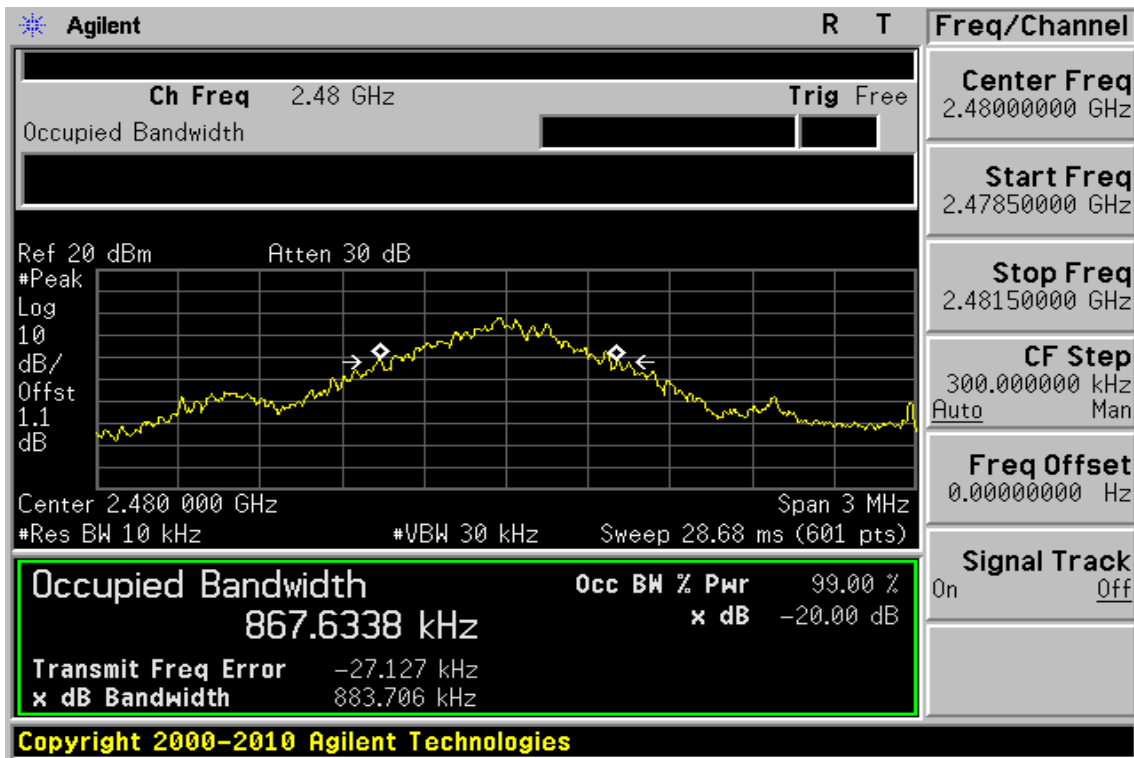 Agilent R T
Ch Freq 2.48 GHz Trig Free
Occupied Bandwidth
Ref 20 dBm Atten 30 dB
#Peak
Log
10
dB/
Offst
1.1
dB
Center 2.480 000 GHz Span 3 MHz
#Res BW 10 kHz #VBW 30 kHz Sweep 28.68 ms (601 pts)
Occupied Bandwidth
867.6338 kHz
Occ BW % Pwr 99.00 %
x dB -20.00 dB
Transmit Freq Error -27.127 kHz
x dB Bandwidth 883.706 kHz
Copyright 2000-2010 Agilent Technologies
Freq/Channel
Center Freq
2.48000000 GHz
Start Freq
2.47850000 GHz
Stop Freq
2.48150000 GHz
CF Step
300.000000 kHz
Auto Man
Freq Offset
0.00000000 Hz
Signal Track
On Off